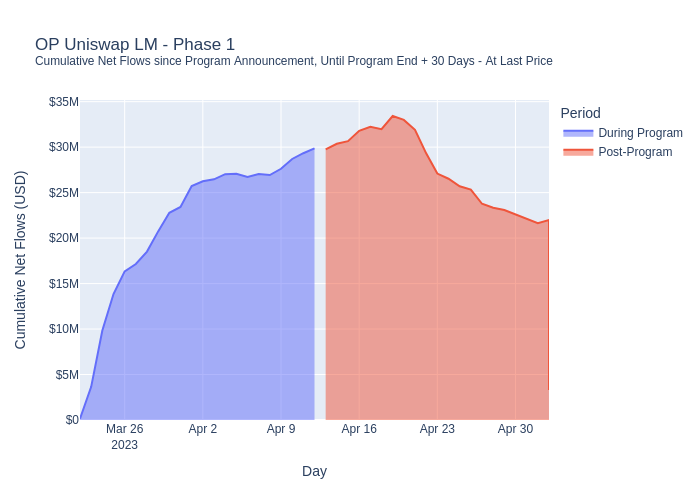 OP Uniswap LM - Phase 1
Cumulative Net Flows since Program Announcement, Until Program End + 30 Days - At Last Price
$35M
$30M
$25M
$20M
$15M
$10M
$5M
$0
Cumulative Net Flows (USD)
Mar 26
2023
Apr 2
Apr 9
Apr 16
Apr 23
Apr 30
Day
Period
During Program
Post-Program